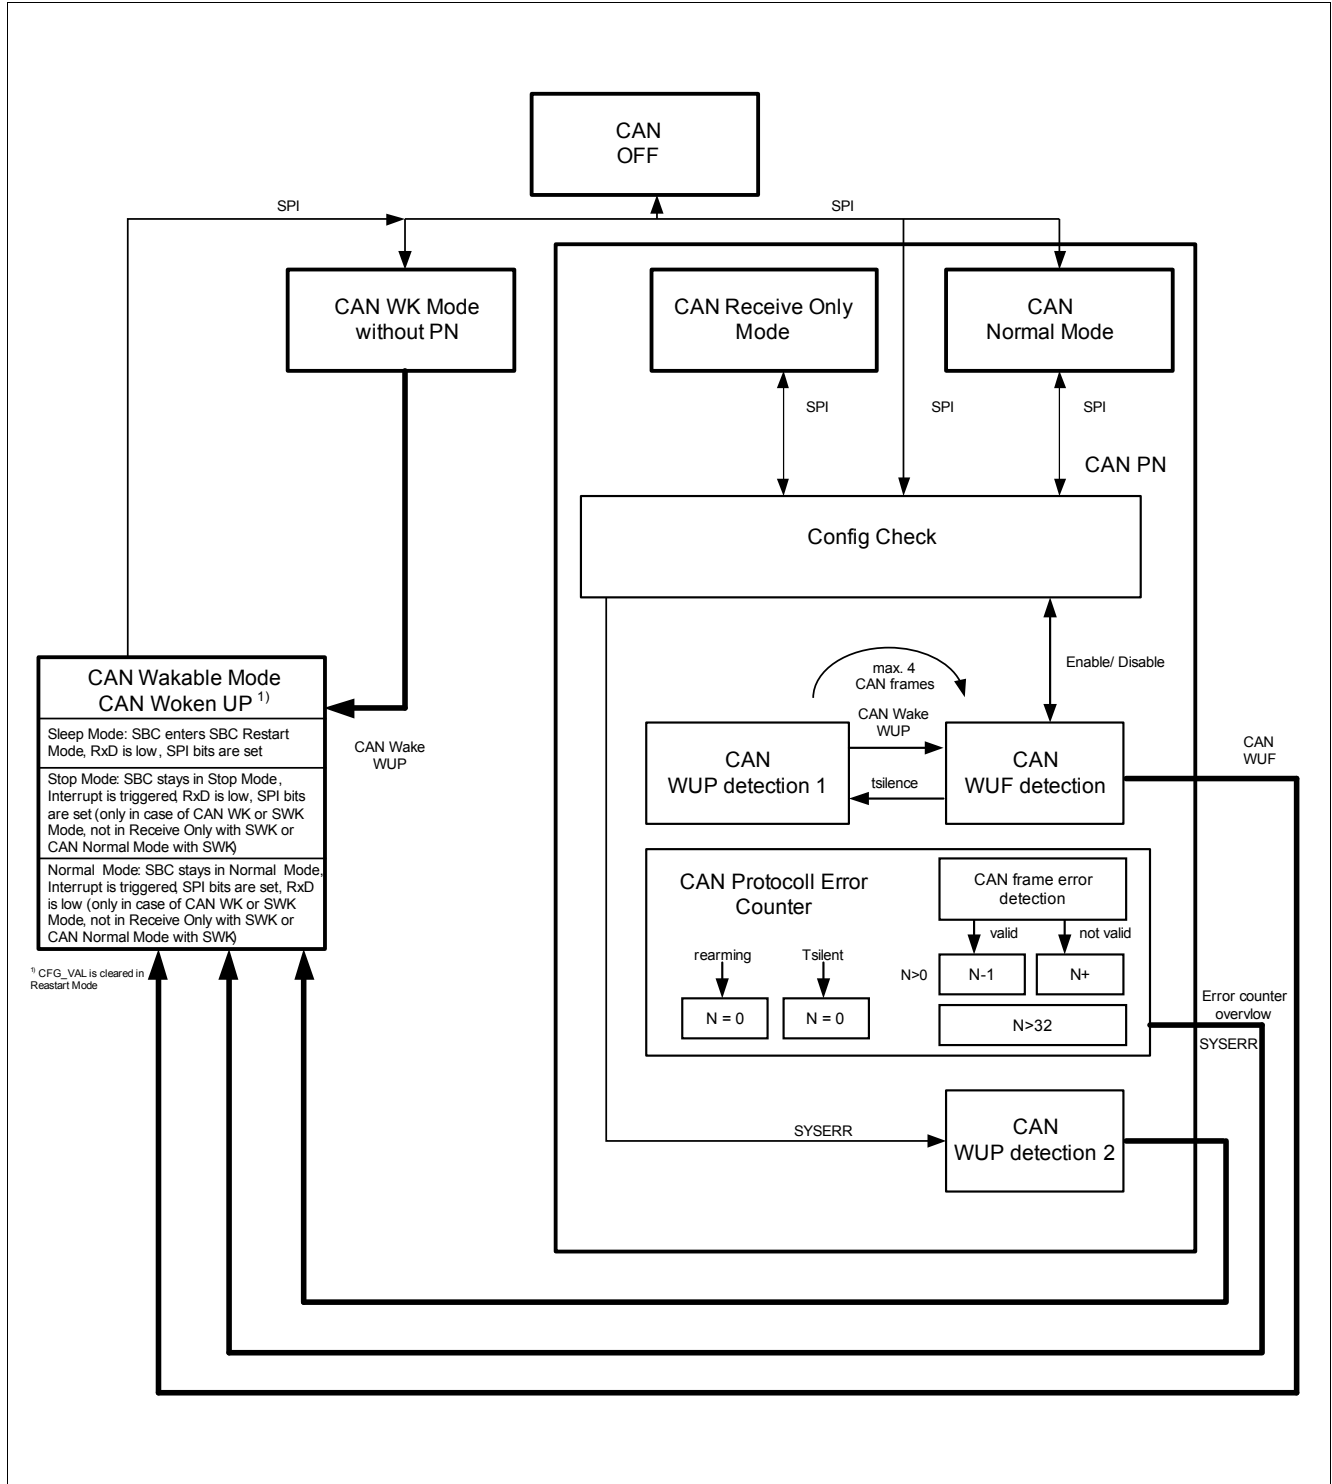 CAN
OFF
SPI
SPI
CAN WK Mode
without PN
CAN Receive Only
Mode
CAN
Normal Mode
SPI
SPI
SPI
CAN PN
Config Check
Enable/ Disable
max. 4
CAN frames
CAN Wake
WUP
CAN
WUP detection 1
tsilence
CAN
WUF detection
CAN
WUF
CAN Wakable Mode
CAN Woken UP 1)
Sleep Mode: SBC enters SBC Restart
Mode, RxD is low, SPI bits are set
Stop Mode: SBC stays in Stop Mode,
Interrupt is triggered, RxD is low, SPI bits
are set (only in case of CAN WK or SWK
Mode, not in Receive Only with SWK or
CAN Normal Mode with SWK)
Normal Mode: SBC stays in Normal Mode,
Interrupt is triggered, SPI bits are set, RxD
is low (only in case of CAN WK or SWK
Mode, not in Receive Only with SWK or
CAN Normal Mode with SWK)
1) CFG_VAL is cleared in
Reastart Mode
CAN Wake
WUP
CAN Protocoll Error
Counter
CAN frame error
detection
valid
not valid
rearming
Tsilent
N>0
N-1
N+
N = 0
N = 0
N>32
Error counter
overvlow
SYSERR
SYSERR
CAN
WUP detection 2